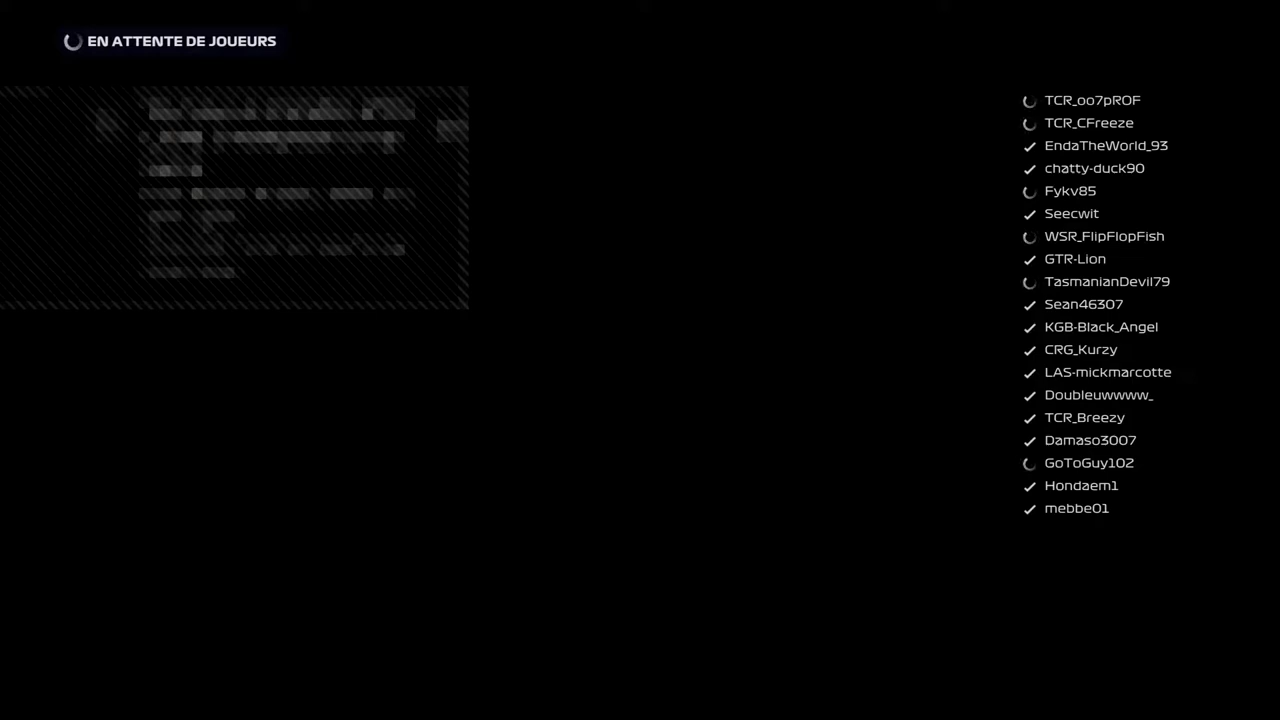 EN ATTENTE DE JOUEURS
TCR_oo7pROF
TCR_CFreeze
EndaTheWorld_93
chatty-duck90
Fykv85
Seecwit
WSR_FlipFlopFish
GTR-Lion
TasmanianDevil79
Sean46307
KGB-Black_Angel
CRG_Kurzy
LAS-mickmarcotte
Doubleuwwww_
TCR_Breezy
Damaso3007
GoToGuy102
Hondaem1
mebbe01